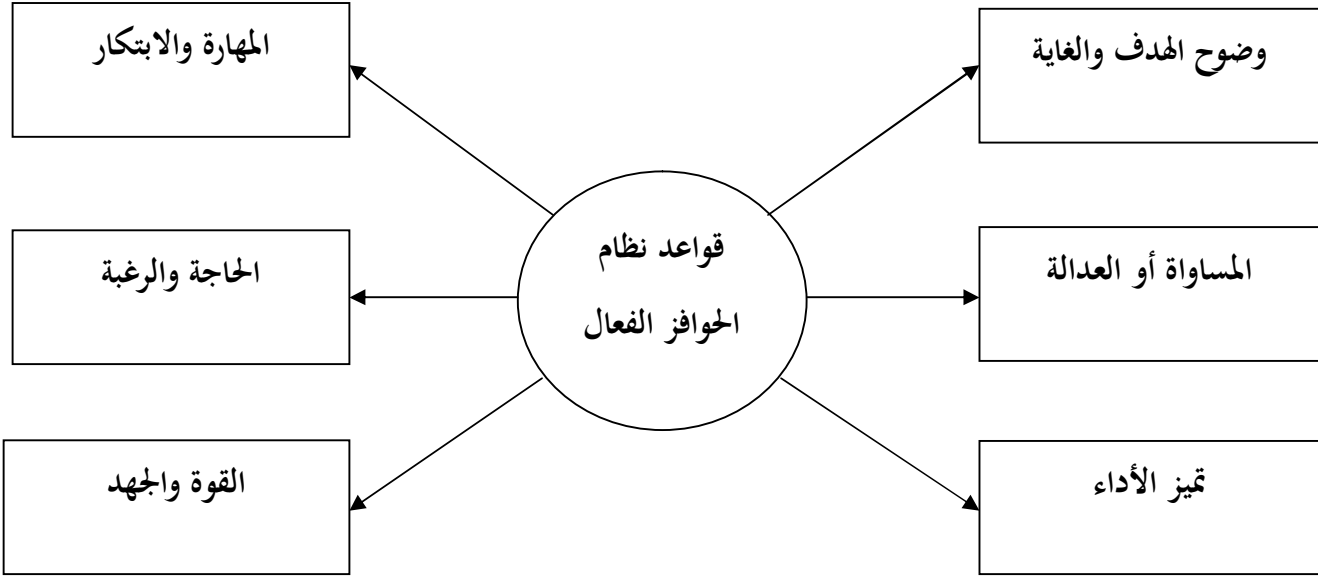 وضوح الهدف والغاية
المهارة والابتكار
قواعد نظام
الحوافز الفعال
المساواة أو العدالة
الحاجة والرغبة
تميز الأداء
القوة والجهد